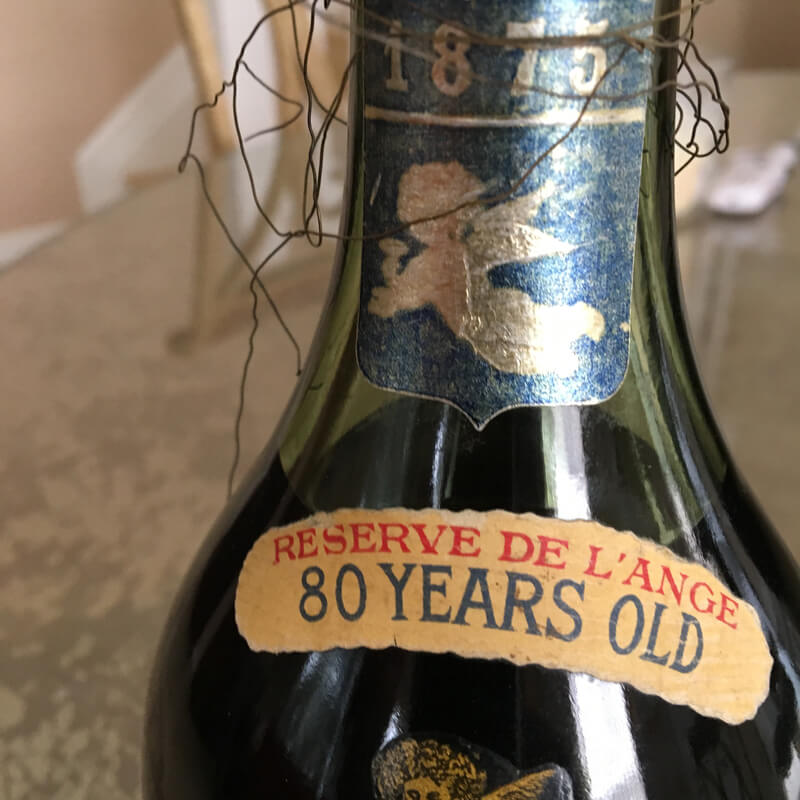 1875
RESERVE DE L'ANGE
80 YEARS OLD